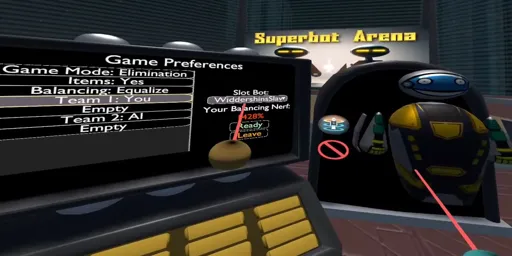 Superbot Arena
Game Preferences
Game Mode: Elimination
Items: Yes
Balancing: Equalize
Team 1: You
Empty
Team 2: AI
Empty
Slot Bot:
Your Balancing Nerf:
Ready
Leave